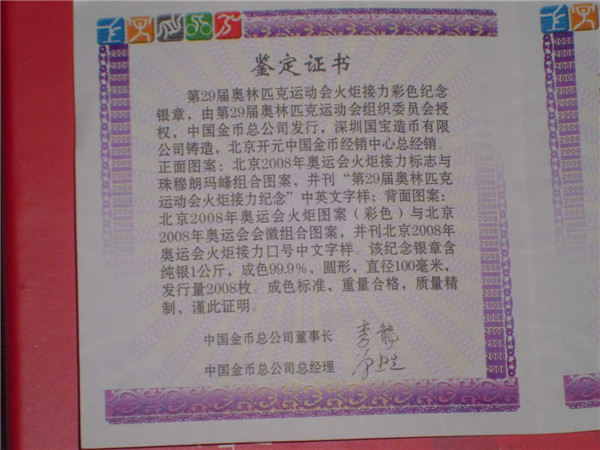 鉴定证书
第29届奥林匹克运动会火炬接力彩色纪念
银章，由第29届奥林匹克运动会组织委员会授
权，中国金币总公司发行，深圳国宝造币有限
公司铸造，北京开元中国金币经销中心总经销。
正面图案：北京2008年奥运会火炬接力标志与
珠穆朗玛峰组合图案，并刊“第29届奥林匹克
运动会火炬接力纪念”中英文字样；背面图案：
北京2008年奥运会火炬图案（彩色）与北京
2008年奥运会会徽组合图案，并刊北京2008年
奥运会火炬接力口号中文字样。该纪念银章含
纯银1公斤，成色99.9%，圆形，直径100毫米，
发行量2008枚。成色标准，重量合格，质量精
制，谨此证明。
中国金币总公司董事长
中国金币总公司总经理